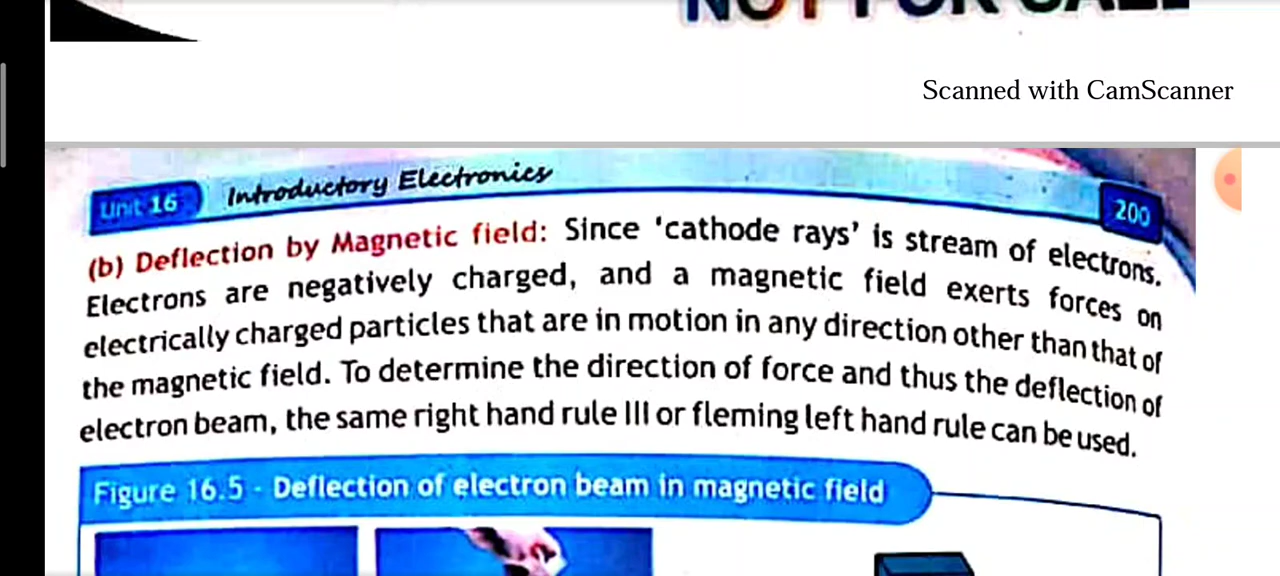 Scanned with CamScanner
Unit 16 Introductory Electronics 200
(b) Deflection by Magnetic field: Since 'cathode rays' is stream of electrons.
Electrons are negatively charged, and a magnetic field exerts forces on
electrically charged particles that are in motion in any direction other than that of
the magnetic field. To determine the direction of force and thus the deflection of
electron beam, the same right hand rule III or fleming left hand rule can be used.
Figure 16.5 - Deflection of electron beam in magnetic field